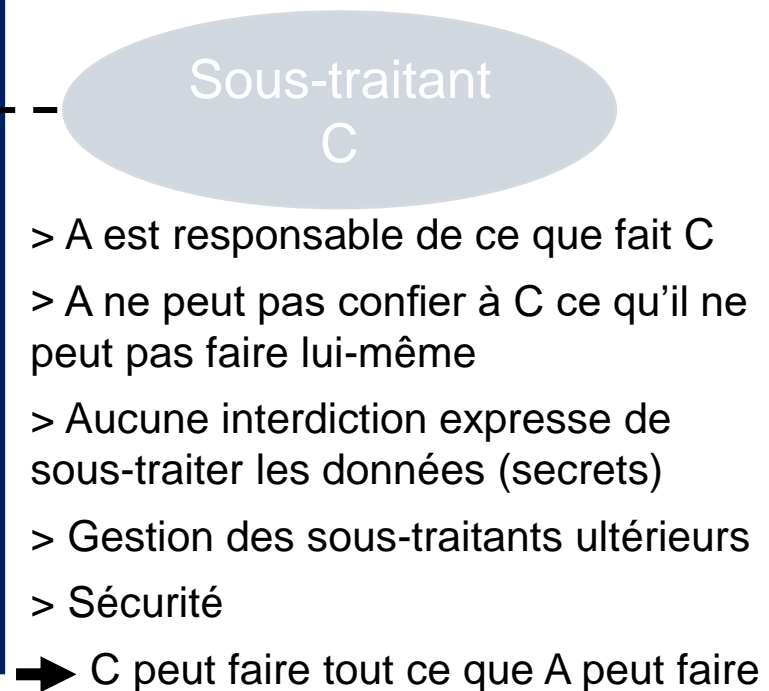 Sous-traitant
C
> A est responsable de ce que fait C
> A ne peut pas confier à C ce qu’il ne
peut pas faire lui-même
> Aucune interdiction expresse de
sous-traiter les données (secrets)
> Gestion des sous-traitants ultérieurs
> Sécurité
C peut faire tout ce que A peut faire